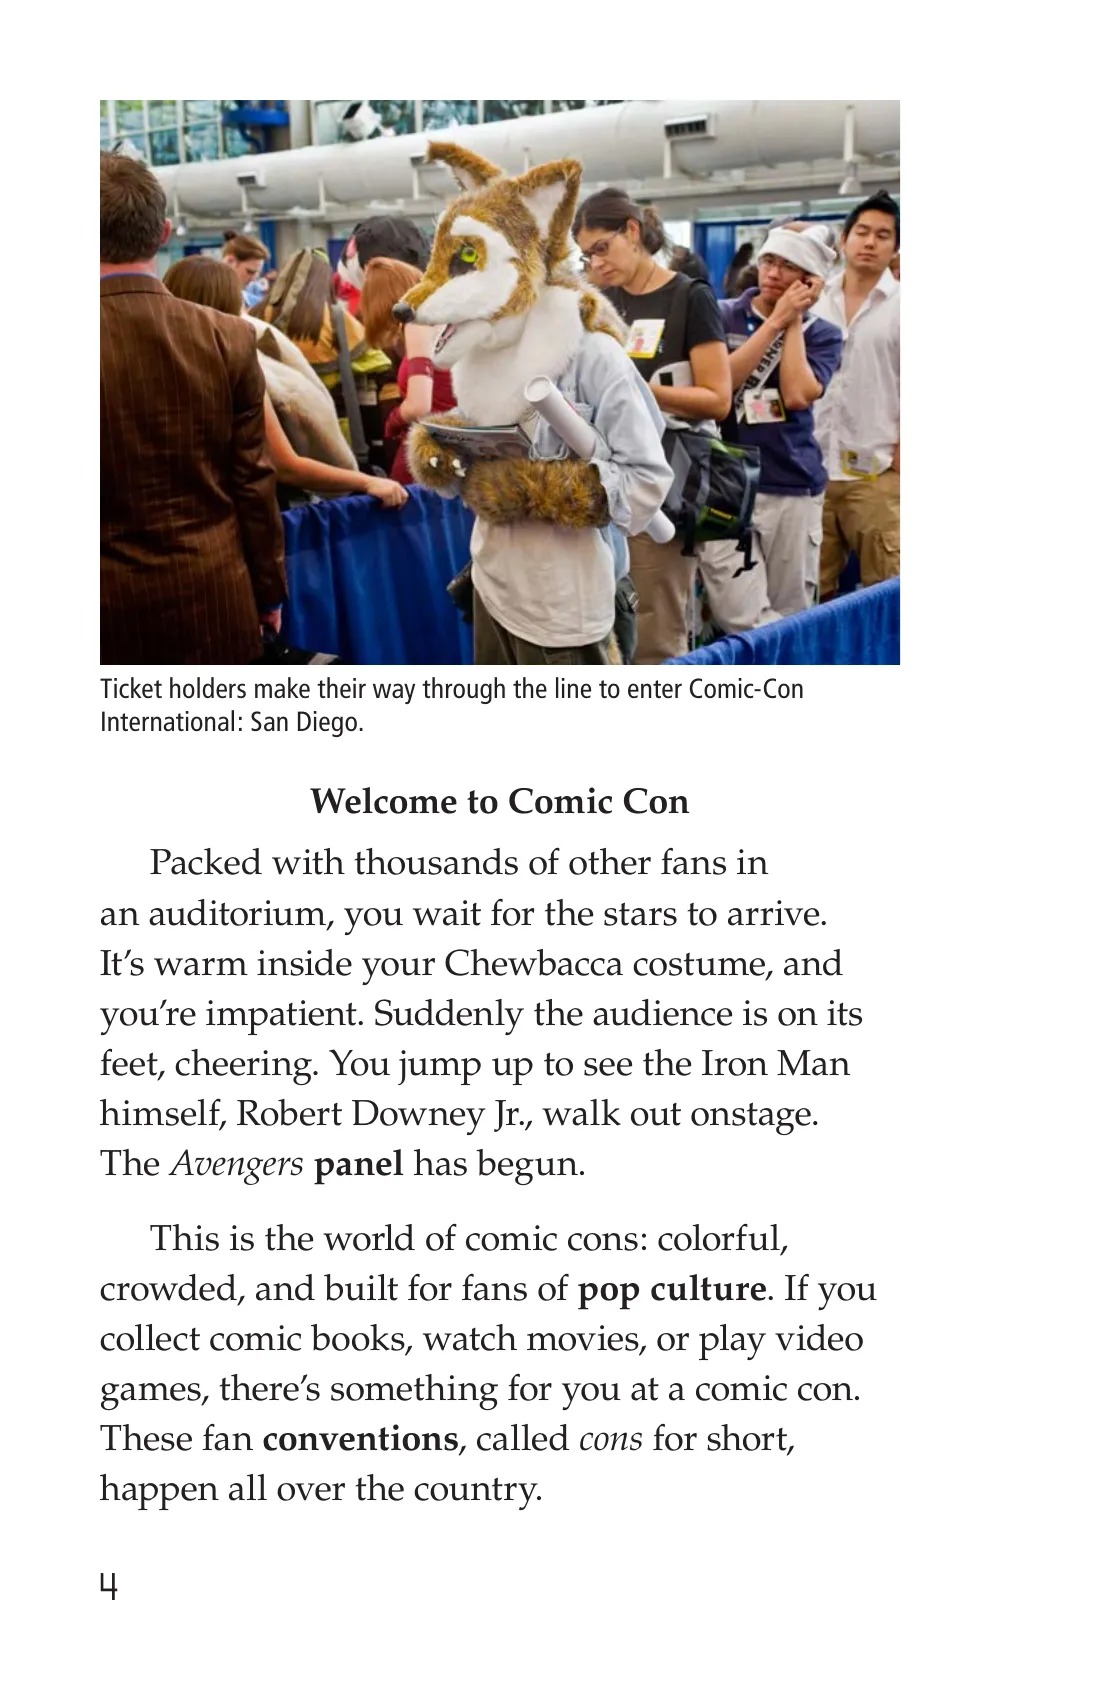 Ticket holders make their way through the line to enter Comic-Con
International: San Diego.
Welcome to Comic Con
Packed with thousands of other fans in
an auditorium, you wait for the stars to arrive.
It’s warm inside your Chewbacca costume, and
you’re impatient. Suddenly the audience is on its
feet, cheering. You jump up to see the Iron Man
himself, Robert Downey Jr., walk out onstage.
The Avengers panel has begun.
This is the world of comic cons: colorful,
crowded, and built for fans of pop culture. If you
collect comic books, watch movies, or play video
games, there’s something for you at a comic con.
These fan conventions, called cons for short,
happen all over the country.
4